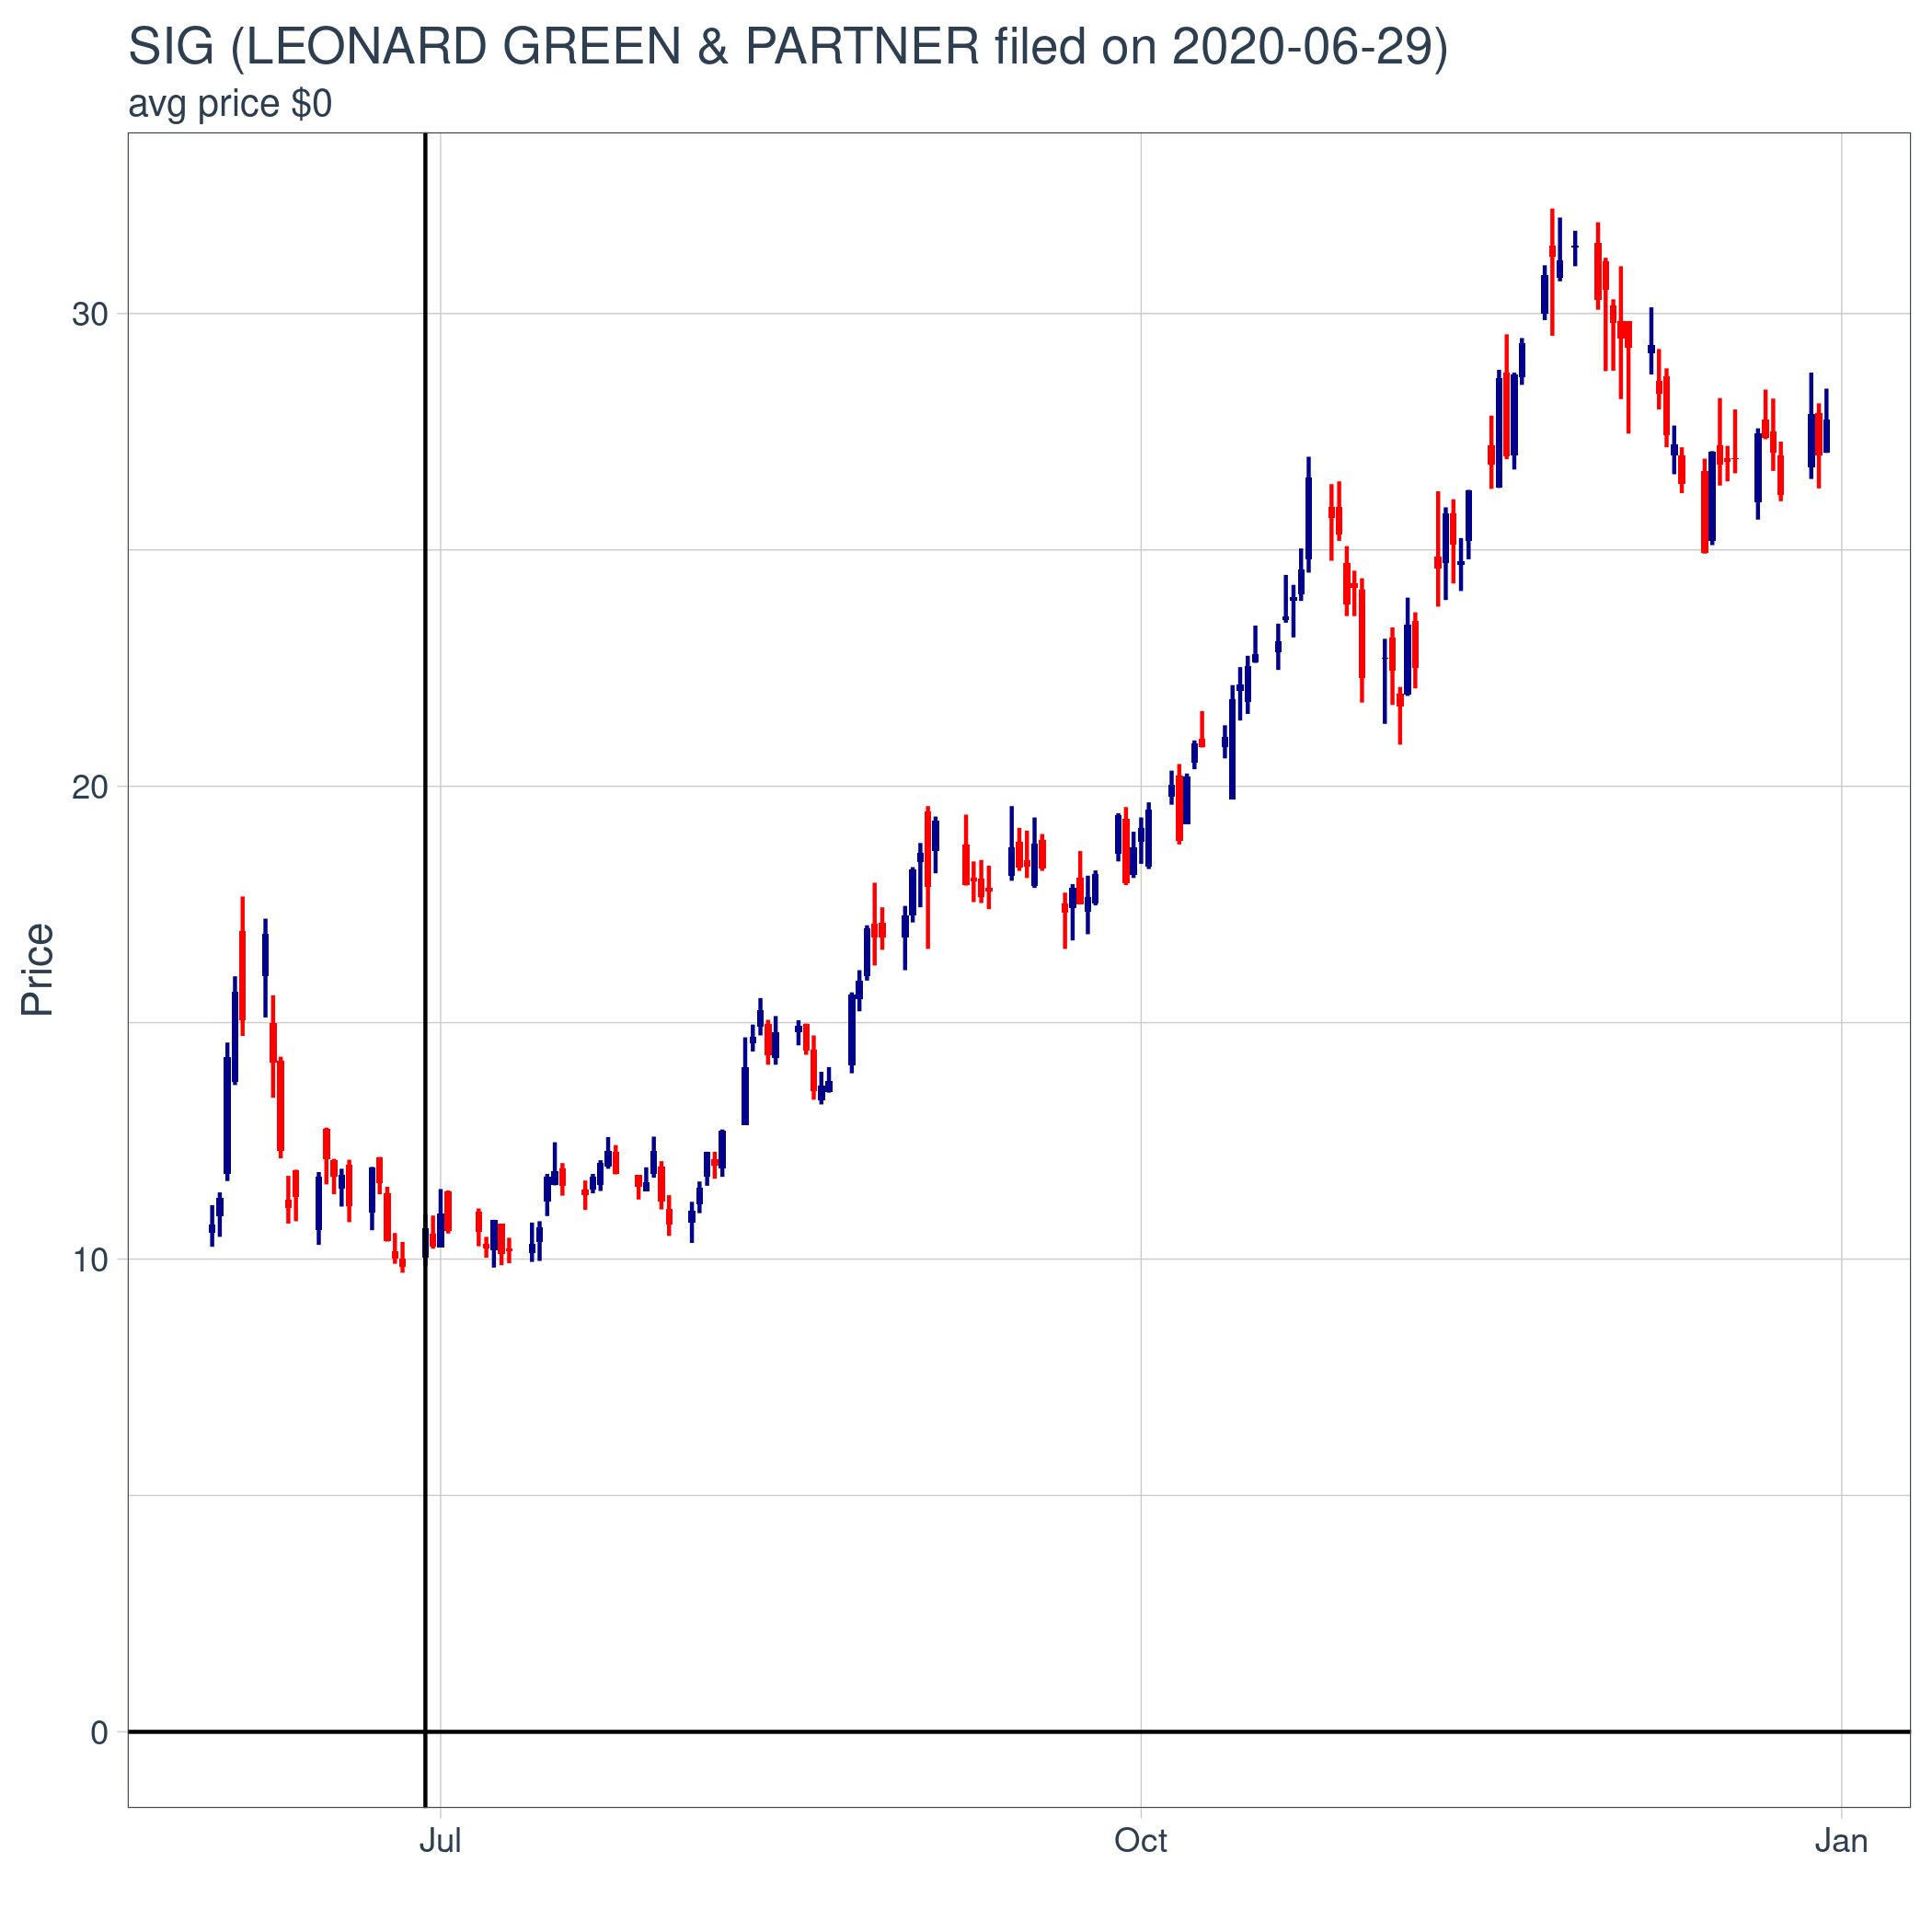 SIG (LEONARD GREEN & PARTNER filed on 2020-06-29)
avg price $0
Price
30
20
10
0
Jul
Oct
Jan